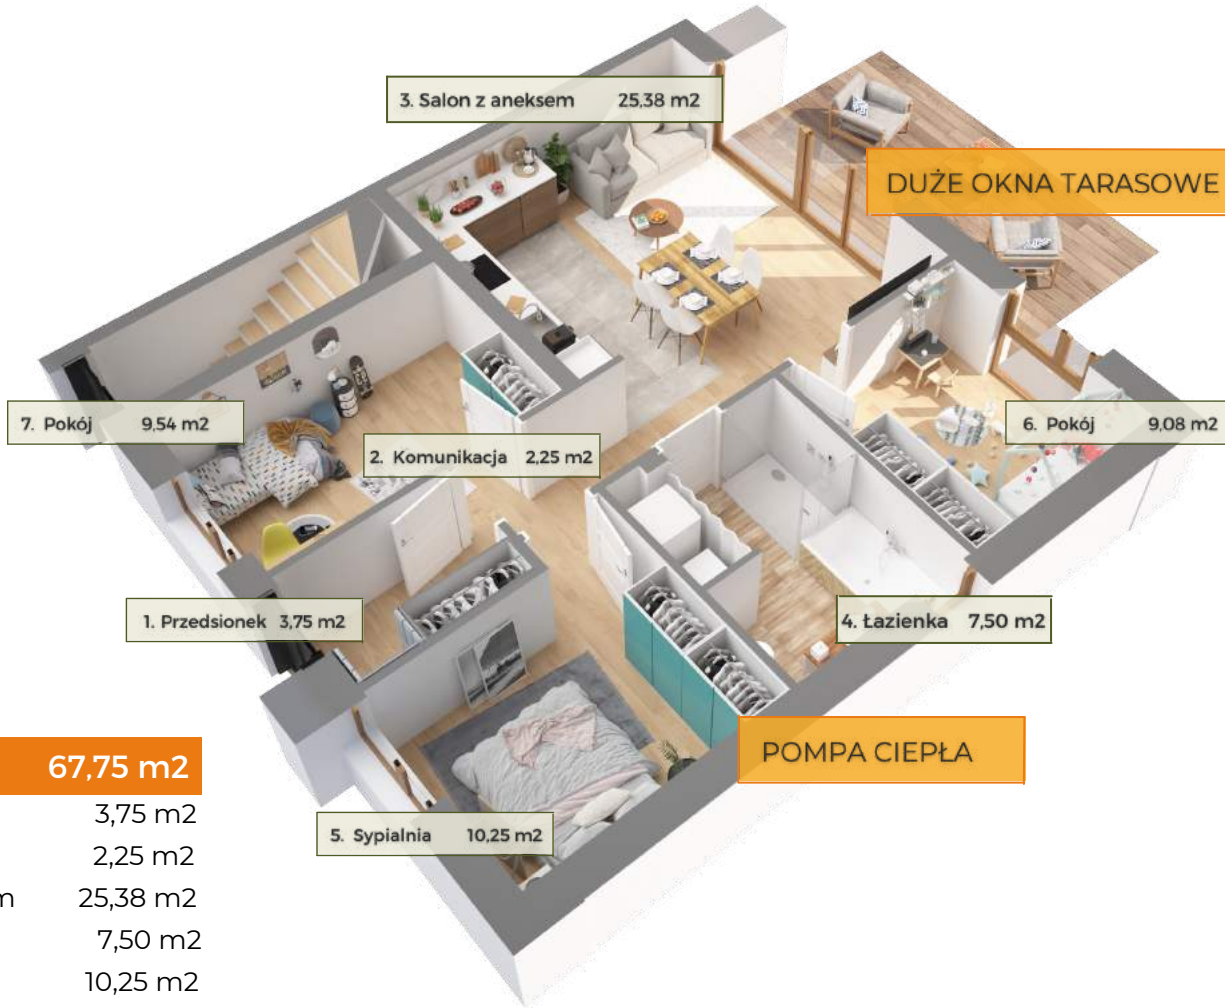 3. Salon z aneksem 25,38 m2
DUŻE OKNA TARASOWE
7. Pokój 9,54 m2
6. Pokój 9,08 m2
2. Komunikacja 2,25 m2
1. Przedsionek 3,75 m2
4. Łazienka 7,50 m2
POMPA CIEPŁA
5. Sypialnia 10,25 m2
67,75 m2
3,75 m2
2,25 m2
m 25,38 m2
7,50 m2
10,25 m2